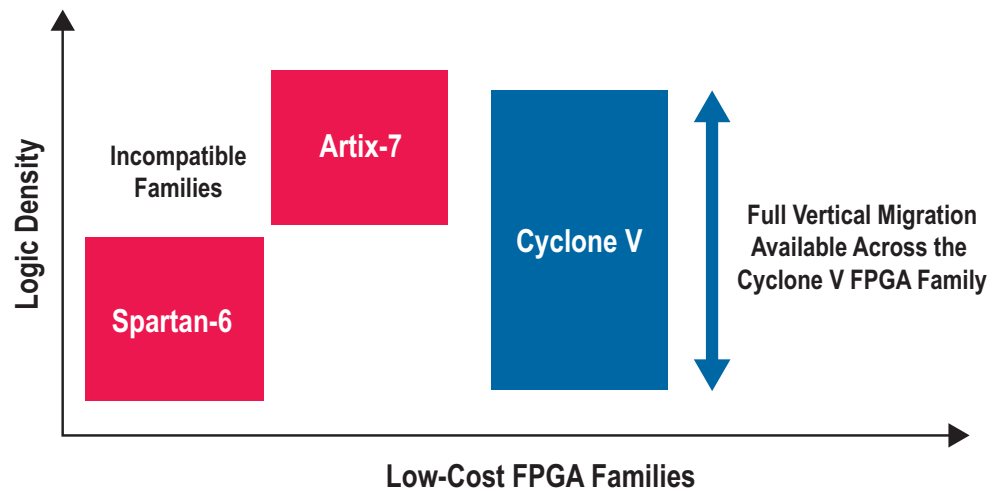 Logic Density
Incompatible
Families
Spartan-6
Artix-7
Cyclone V
Full Vertical Migration
Available Across the
Cyclone V FPGA Family
Low-Cost FPGA Families